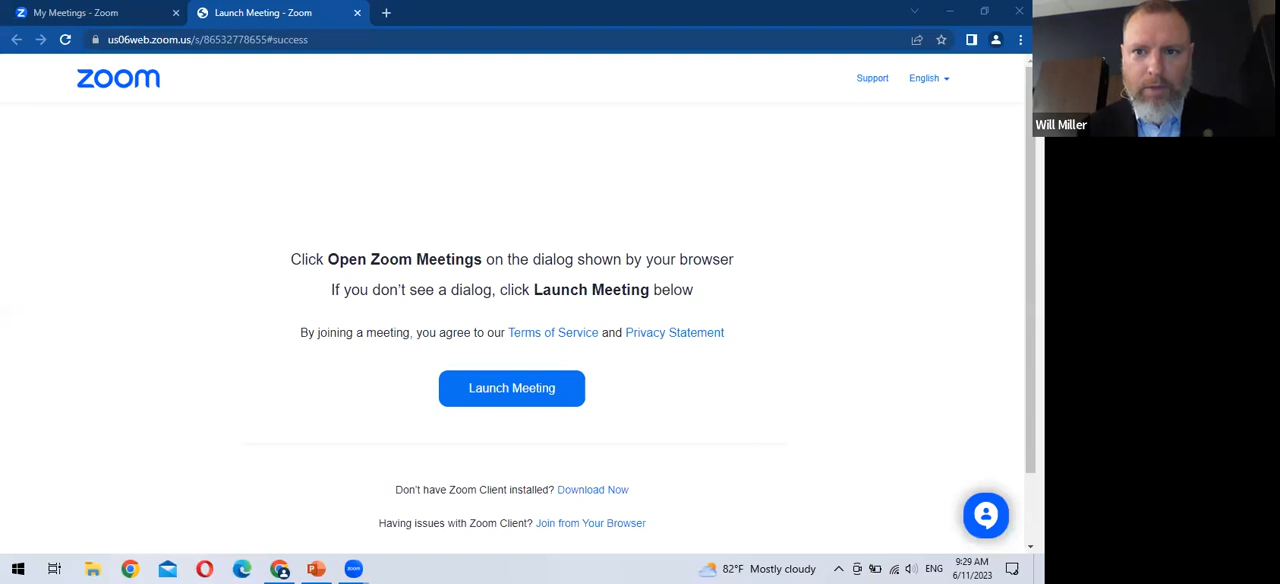 My Meetings - Zoom
Launch Meeting - Zoom
us06web.zoom.us/s/86532778655#success
zoom
Support
English
Click Open Zoom Meetings on the dialog shown by your browser
If you don't see a dialog, click Launch Meeting below
By joining a meeting, you agree to our Terms of Service and Privacy Statement
Launch Meeting
Don't have Zoom Client installed? Download Now
Having issues with Zoom Client? Join from Your Browser
Will Miller
zoom
82°F Mostly cloudy
ENG
9:29 AM
6/11/2023